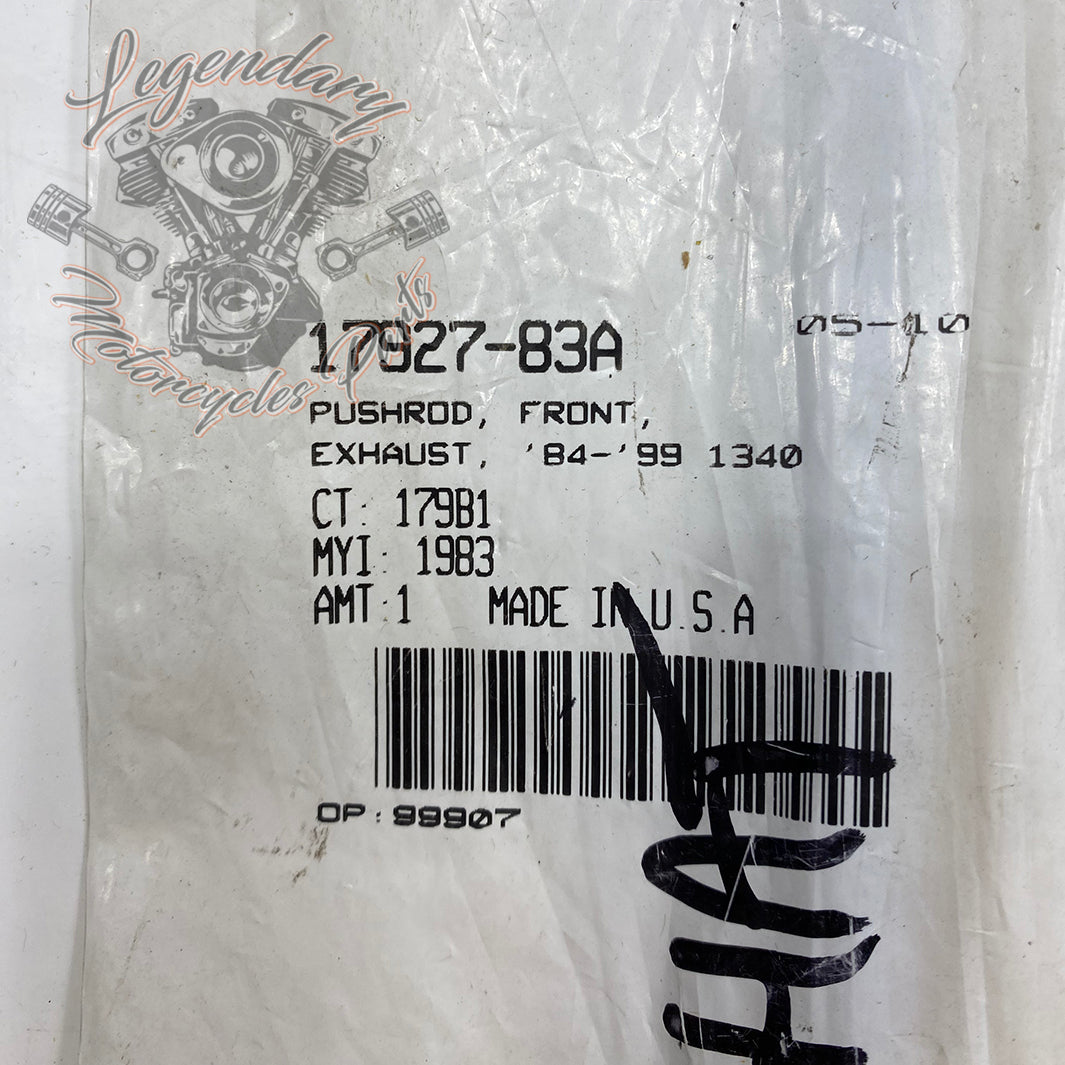 Legendary
Motorcycles Parts
05-10
17927-83A
PUSHROD, FRONT,
EXHAUST, '84-'99 1340
CT: 179B1
MYI: 1983
AMT:1 MADE IN U.S.A
OP:99907